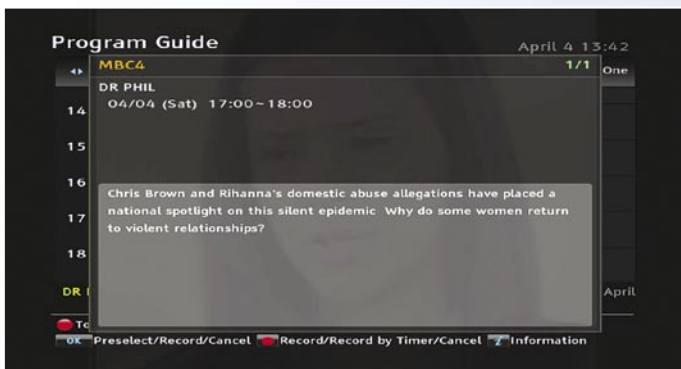 Program Guide April 4 13:42
MBC4 1/1 One
DR PHIL
04/04 (Sat) 17:00~18:00
14
15
16
Chris Brown and Rihanna's domestic abuse allegations have placed a
national spotlight on this silent epidemic Why do some women return
17
to violent relationships?
18
DR April
OK Preselect/Record/Cancel Record/Record by Timer/Cancel i Information